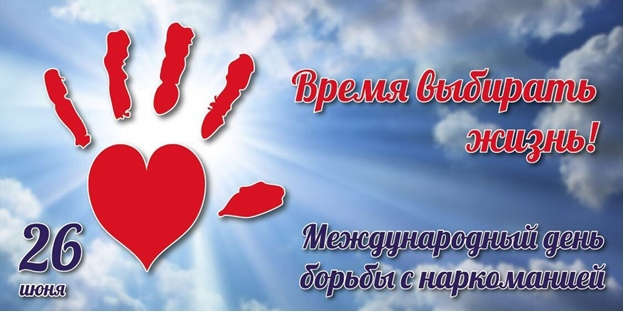 Время выбирать
жизнь!
26
июня
Международный день
борьбы с наркоманией